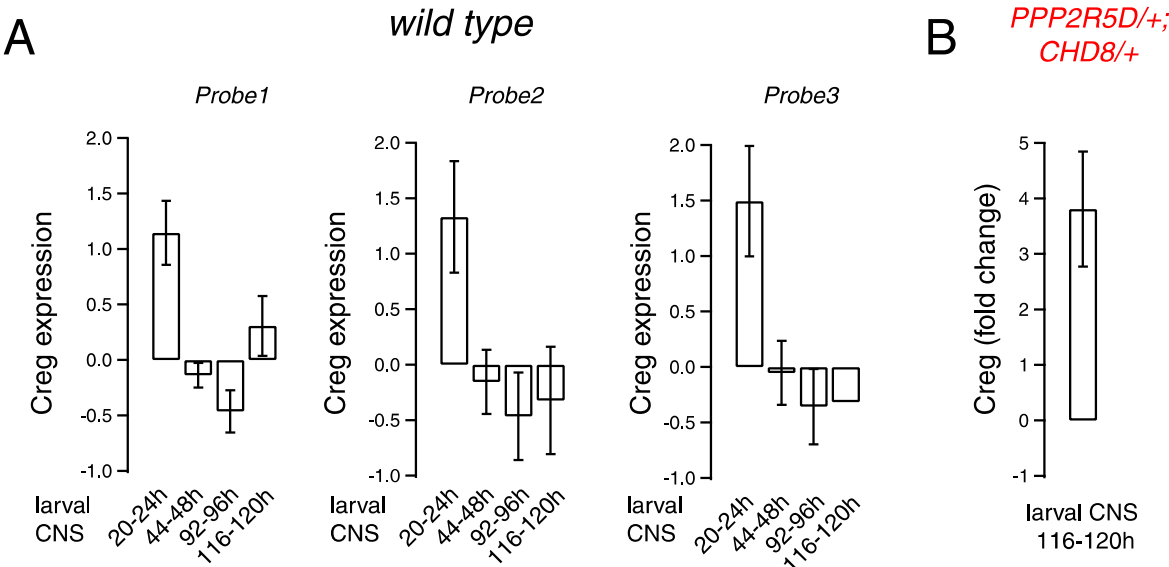 A
wild type
B
PPP2R5D/+;
CHD8/+
Probe1
Creg expression
2.0
1.5
1.0
0.5
0.0
-0.5
-1.0
larval
CNS
20-24h
44-48h
92-96h
116-120h
Probe2
Creg expression
2.0
1.5
1.0
0.5
0.0
-0.5
-1.0
larval
CNS
20-24h
44-48h
92-96h
116-120h
Probe3
Creg expression
2.0
1.5
1.0
0.5
0.0
-0.5
-1.0
larval
CNS
20-24h
44-48h
92-96h
116-120h
Creg (fold change)
5
4
3
2
1
0
-1
larval CNS
116-120h